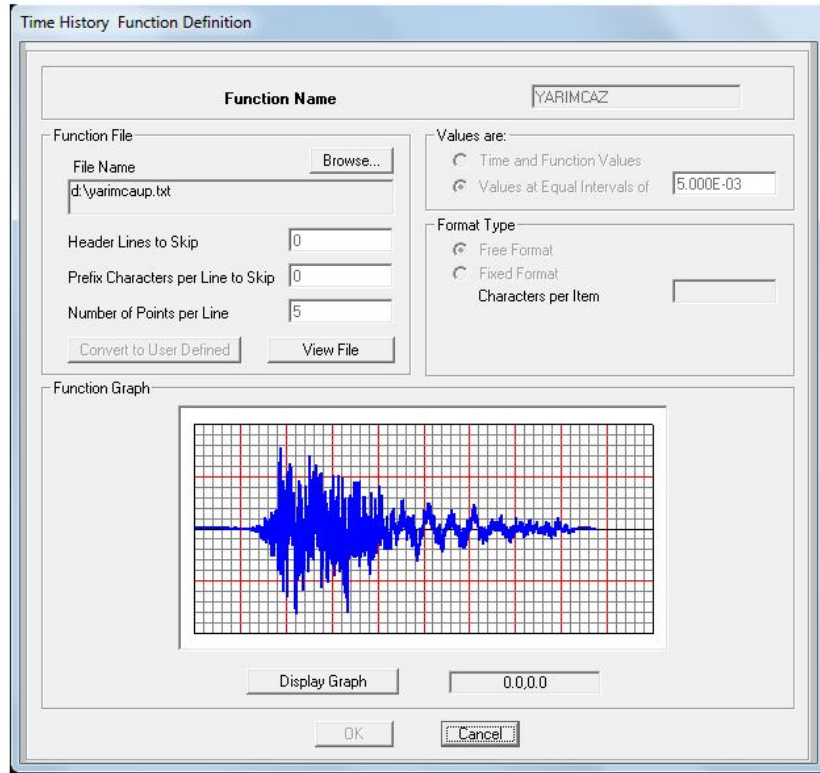 Time History Function Definition
Function Name
YARIMCAZ
Function File
File Name
Browse...
d:\yarimcaup.txt
Header Lines to Skip
0
Prefix Characters per Line to Skip
0
Number of Points per Line
5
Convert to User Defined
View File
Values are:
Time and Function Values
Values at Equal Intervals of
5.000E-03
Format Type
Free Format
Fixed Format
Characters per Item
Function Graph
Display Graph
0.0,0.0
OK
Cancel